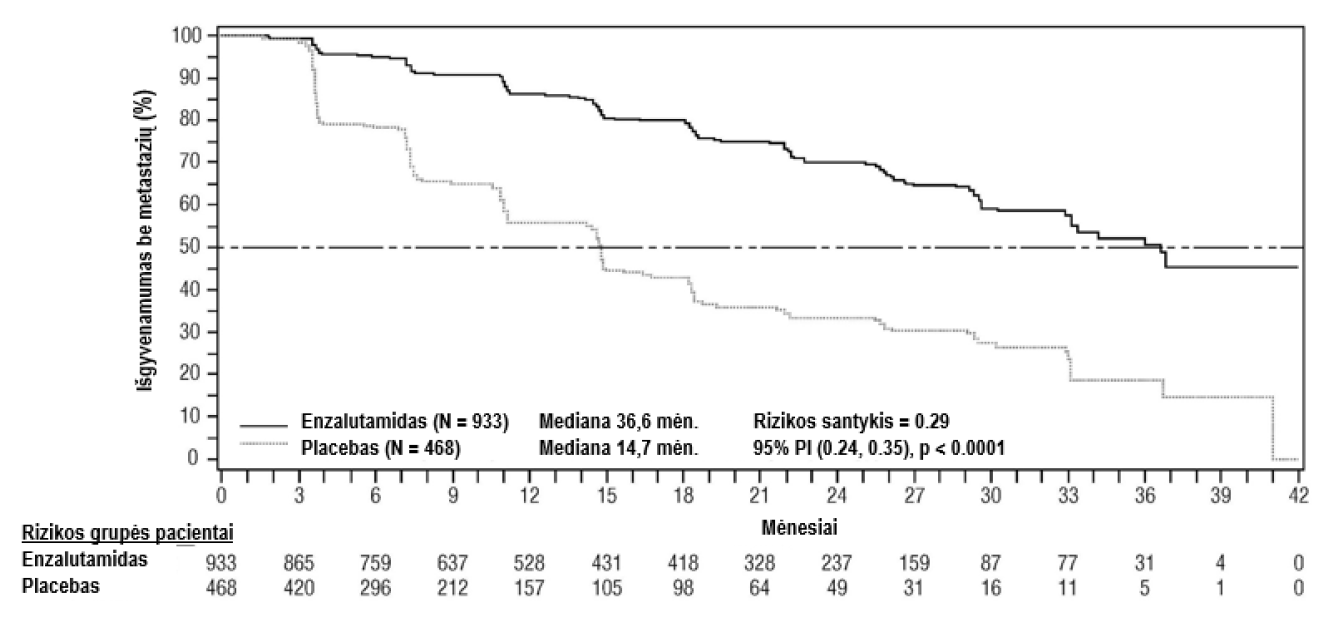 Išgyvenamumas be metastazių (%)
100
90
80
70
60
50
40
30
20
10
0
Enzalutamidas (N = 933) Mediana 36,6 mėn. Rizikos santykis = 0.29
Placebas (N = 468) Mediana 14,7 mėn. 95% PI (0.24, 0.35), p < 0.0001
0 3 6 9 12 15 18 21 24 27 30 33 36 39 42
Mėnesiai
Rizikos grupės pacientai
Enzalutamidas 933 865 759 637 528 431 418 328 237 159 87 77 31 4 0
Placebas 468 420 296 212 157 105 98 64 49 31 16 11 5 1 0